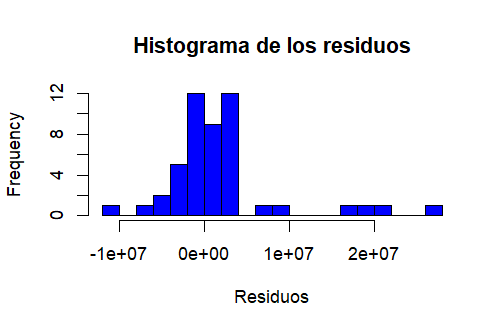 Histograma de los residuos
Frequency
12
8
4
0
-1e+07 0e+00 1e+07 2e+07
Residuos